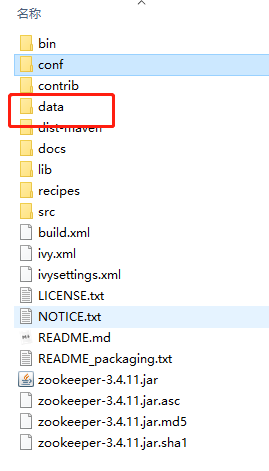 名称
bin
conf
contrib
data
dist-maven
docs
lib
recipes
src
build.xml
ivy.xml
ivysettings.xml
LICENSE.txt
NOTICE.txt
README.md
README_packaging.txt
zookeeper-3.4.11.jar
zookeeper-3.4.11.jar.asc
zookeeper-3.4.11.jar.md5
zookeeper-3.4.11.jar.sha1